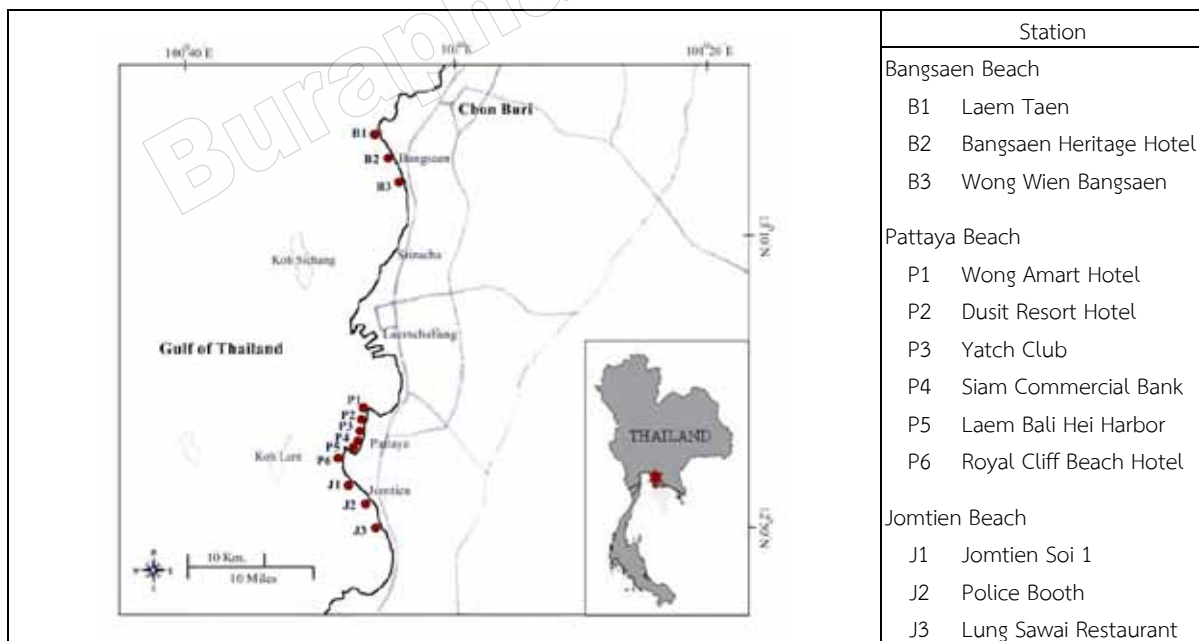 Burapha
100°40' E
101°E
101°20' E
Chon Buri
B1
B2
Bangsaen
B3
13°10' N
Koh Sichang
Sriracha
Gulf of Thailand
P1
P2
P3
P4
P5
Pattaya
Koh Larn
P6
J1
Jomtien
J2
J3
10 Km.
10 Miles
THAILAND
Station
Bangsaen Beach
B1 Laem Taen
B2 Bangsaen Heritage Hotel
B3 Wong Wien Bangsaen
Pattaya Beach
P1 Wong Amart Hotel
P2 Dusit Resort Hotel
P3 Yatch Club
P4 Siam Commercial Bank
P5 Laem Bali Hei Harbor
P6 Royal Cliff Beach Hotel
Jomtien Beach
J1 Jomtien Soi 1
J2 Police Booth
J3 Lung Sawai Restaurant